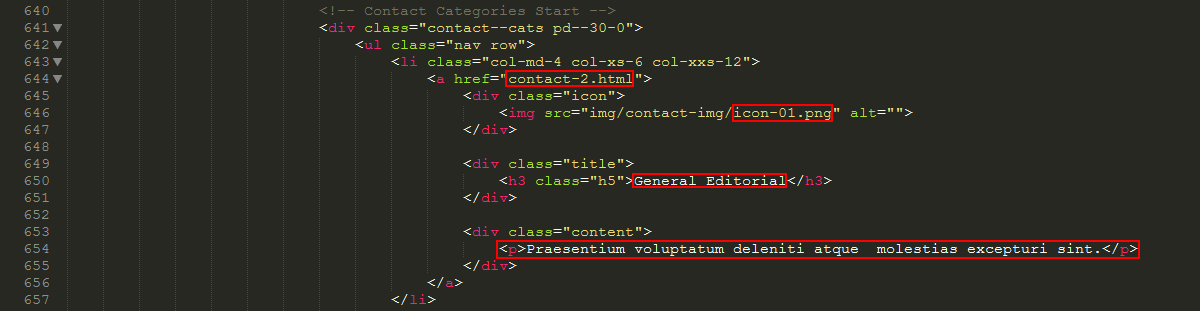 640 <!-- Contact Categories Start -->
641 <div class="contact--cats pd--30-0">
642 <ul class="nav row">
643 <li class="col-md-4 col-xs-6 col-xxs-12">
644 <a href="contact-2.html">
645 <div class="icon">
646 <img src="img/contact-img/icon-01.png" alt="">
647 </div>
648
649 <div class="title">
650 <h3 class="h5">General Editorial</h3>
651 </div>
652
653 <div class="content">
654 <p>Praesentium voluptatum deleniti atque  molestias excepturi sint.</p>
655 </div>
656 </a>
657 </li>